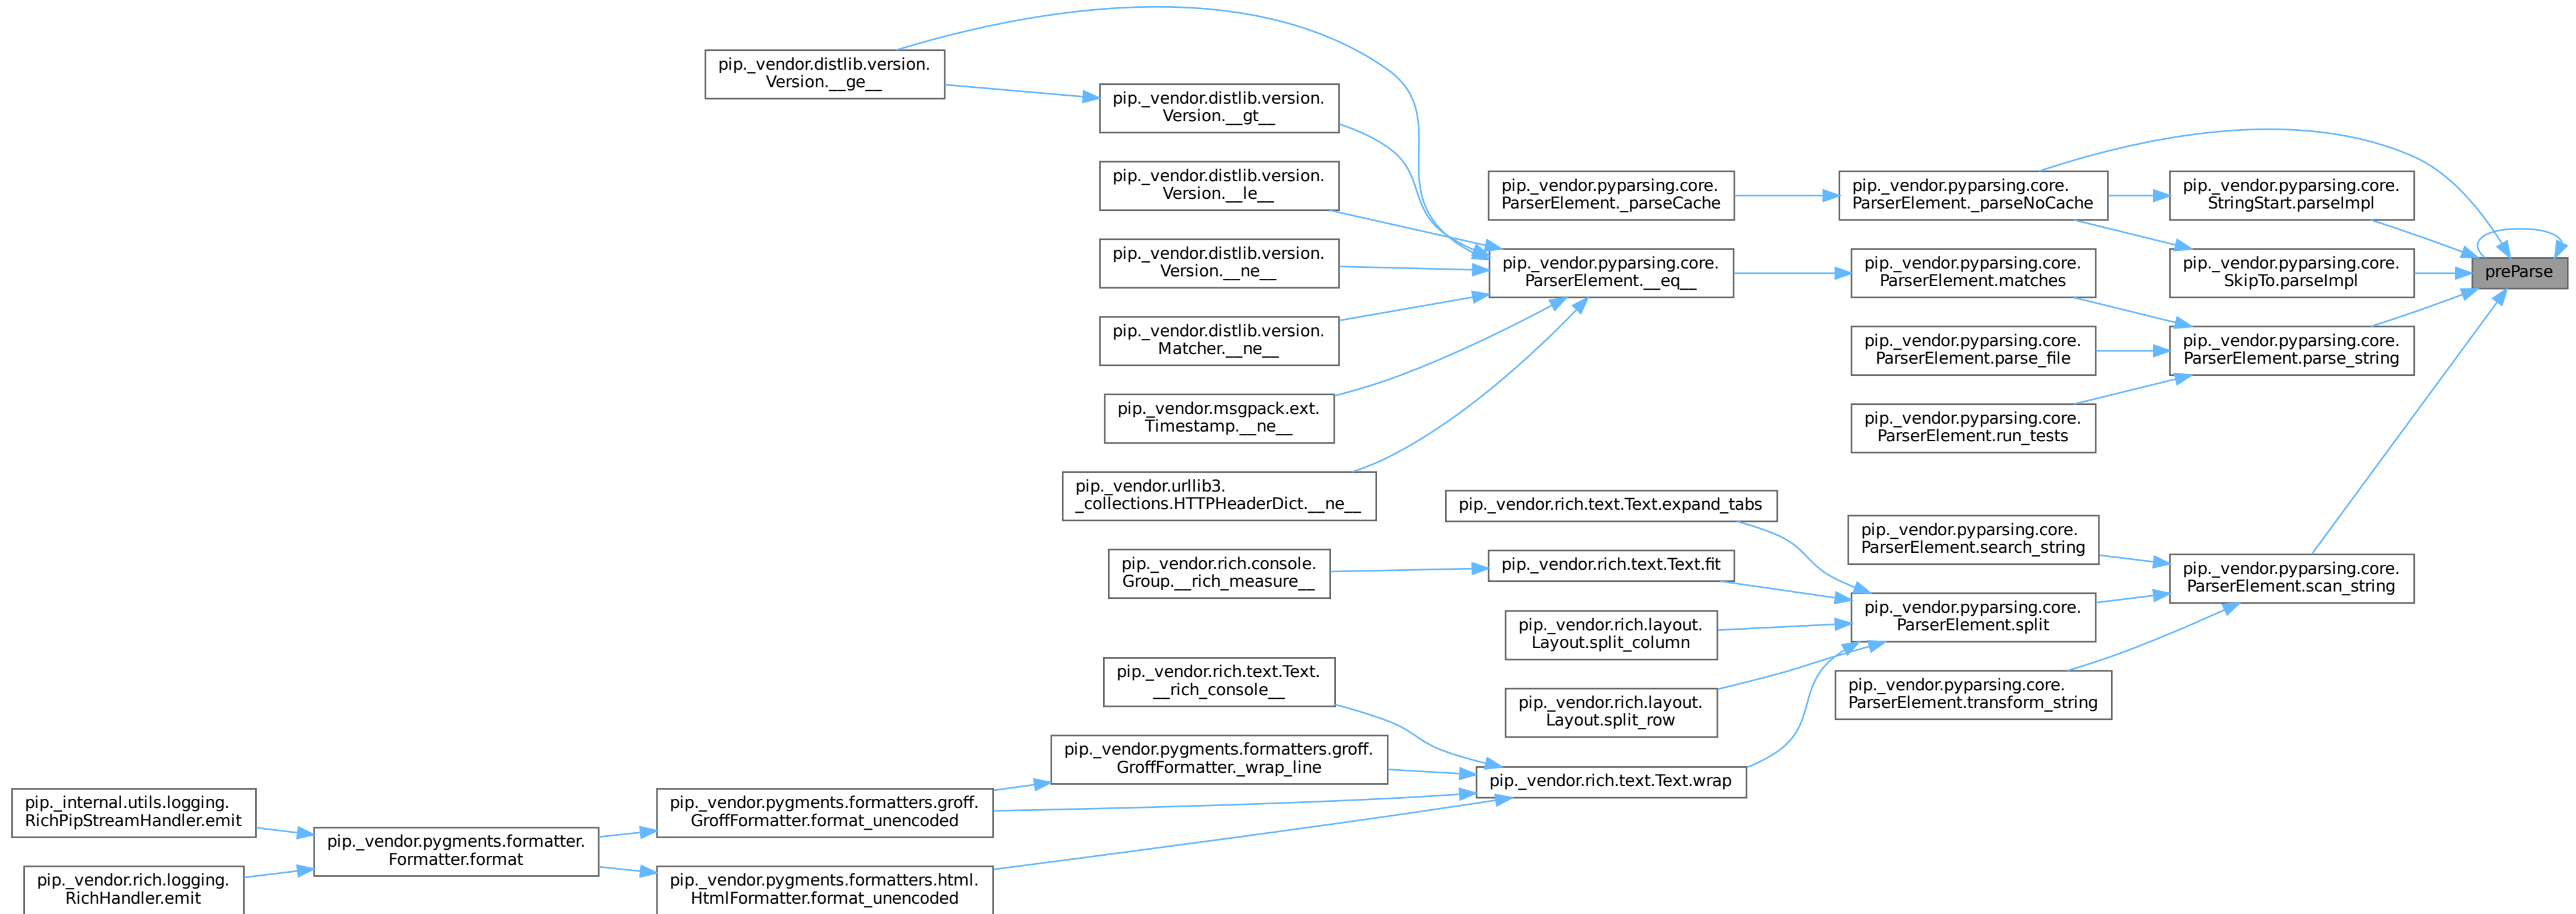 pip._vendor.distlib.version.
Version.__ge__
pip._vendor.distlib.version.
Version.__gt__
pip._vendor.distlib.version.
Version.__le__
pip._vendor.distlib.version.
Version.__ne__
pip._vendor.distlib.version.
Matcher.__ne__
pip._vendor.msgpack.ext.
Timestamp.__ne__
pip._vendor.urllib3.
_collections.HTTPHeaderDict.__ne__
pip._vendor.pyparsing.core.
ParserElement._parseCache
pip._vendor.pyparsing.core.
ParserElement.__eq__
pip._vendor.pyparsing.core.
ParserElement._parseNoCache
pip._vendor.pyparsing.core.
ParserElement.matches
pip._vendor.pyparsing.core.
ParserElement.parse_file
pip._vendor.pyparsing.core.
ParserElement.run_tests
pip._vendor.pyparsing.core.
StringStart.parseImpl
pip._vendor.pyparsing.core.
SkipTo.parseImpl
pip._vendor.pyparsing.core.
ParserElement.parse_string
preParse
pip._vendor.rich.text.Text.expand_tabs
pip._vendor.rich.console.
Group.__rich_measure__
pip._vendor.rich.text.Text.fit
pip._vendor.rich.layout.
Layout.split_column
pip._vendor.rich.layout.
Layout.split_row
pip._vendor.pyparsing.core.
ParserElement.search_string
pip._vendor.pyparsing.core.
ParserElement.split
pip._vendor.pyparsing.core.
ParserElement.transform_string
pip._vendor.pyparsing.core.
ParserElement.scan_string
pip._vendor.rich.text.Text.
__rich_console__
pip._vendor.pygments.formatters.groff.
GroffFormatter._wrap_line
pip._vendor.rich.text.Text.wrap
pip._internal.utils.logging.
RichPipStreamHandler.emit
pip._vendor.rich.logging.
RichHandler.emit
pip._vendor.pygments.formatter.
Formatter.format
pip._vendor.pygments.formatters.groff.
GroffFormatter.format_unencoded
pip._vendor.pygments.formatters.html.
HtmlFormatter.format_unencoded